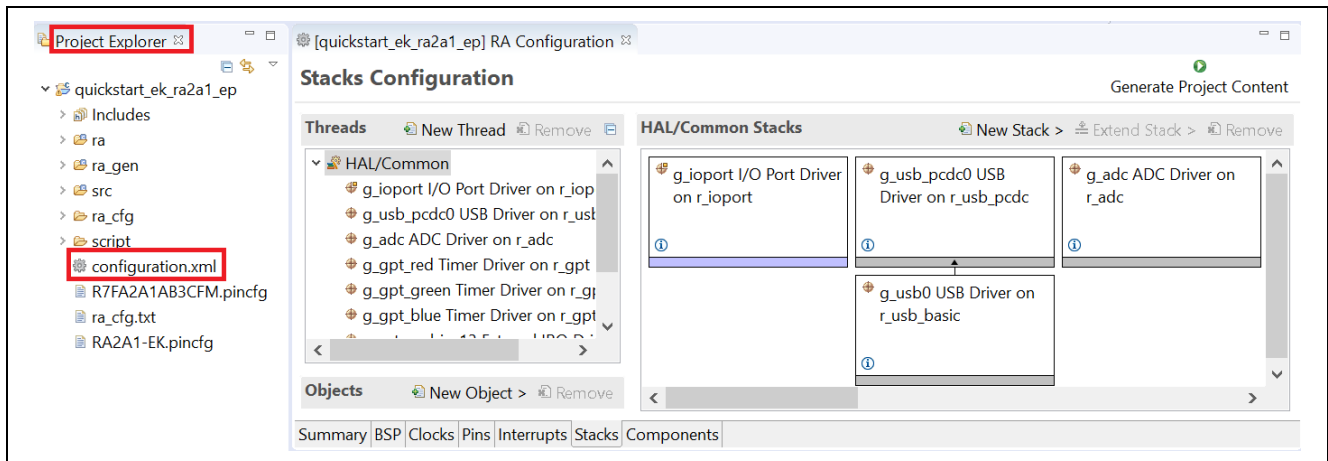 Project Explorer
quickstart_ek_ra2a1_ep
Includes
ra
ra_gen
src
ra_cfg
script
configuration.xml
R7FA2A1AB3CFM.pincfg
ra_cfg.txt
RA2A1-EK.pincfg
[quickstart_ek_ra2a1_ep] RA Configuration
Stacks Configuration
Generate Project Content
Threads
New Thread Remove
HAL/Common
g_ioport I/O Port Driver on r_iop
g_usb_pcdc0 USB Driver on r_usb
g_adc ADC Driver on r_adc
g_gpt_red Timer Driver on r_gpt
g_gpt_green Timer Driver on r_gp
g_gpt_blue Timer Driver on r_gpt
Objects
New Object > Remove
HAL/Common Stacks
New Stack > Extend Stack > Remove
g_ioport I/O Port Driver
on r_ioport
g_usb_pcdc0 USB
Driver on r_usb_pcdc
g_adc ADC Driver on
r_adc
g_usb0 USB Driver on
r_usb_basic
Summary BSP Clocks Pins Interrupts Stacks Components